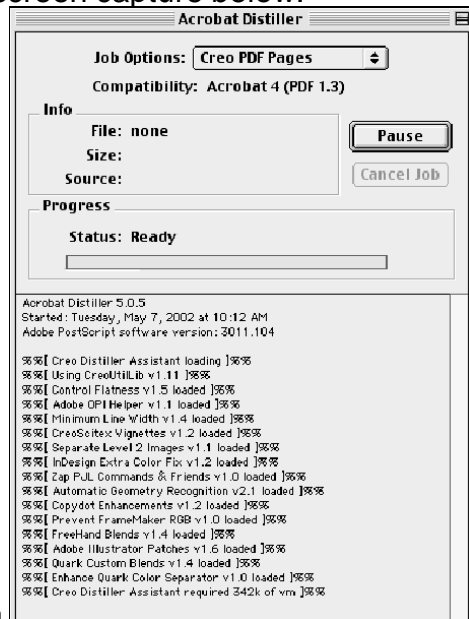 screen capture below.
Acrobat Distiller
Job Options: Creo PDF Pages
Compatibility: Acrobat 4 (PDF 1.3)
Info
File: none
Size:
Source:
Pause
Cancel Job
Progress
Status: Ready
Acrobat Distiller 5.0.5
Started: Tuesday, May 7, 2002 at 10:12 AM
Adobe PostScript software version: 3011.104
%%[ Creo Distiller Assistant loading ]%%
%%[ Using CreoUtilLib v1.11 ]%%
%%[ Control Flatness v1.5 loaded ]%%
%%[ Adobe OPI Helper v1.1 loaded ]%%
%%[ Minimum Line Width v1.4 loaded ]%%
%%[ CreoScitex Vignettes v1.2 loaded ]%%
%%[ Separate Level 2 Images v1.1 loaded ]%%
%%[ InDesign Extra Color Fix v1.2 loaded ]%%
%%[ Zap PJL Commands & Friends v1.0 loaded ]%%
%%[ Automatic Geometry Recognition v2.1 loaded ]%%
%%[ Copydot Enhancements v1.2 loaded ]%%
%%[ Prevent FrameMaker RGB v1.0 loaded ]%%
%%[ FreeHand Blends v1.4 loaded ]%%
%%[ Adobe Illustrator Patches v1.6 loaded ]%%
%%[ Quark Custom Blends v1.4 loaded ]%%
%%[ Enhance Quark Color Separator v1.0 loaded ]%%
%%[ Creo Distiller Assistant required 342k of vm ]%%